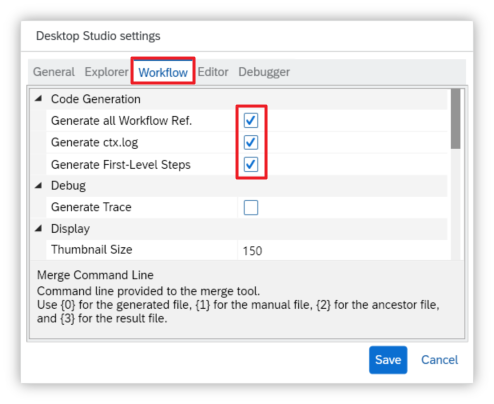 Desktop Studio settings
General Explorer Workflow Editor Debugger
Code Generation
Generate all Workflow Ref.
Generate ctx.log
Generate First-Level Steps
Debug
Generate Trace
Display
Thumbnail Size 150
Merge Command Line
Command line provided to the merge tool.
Use {0} for the generated file, {1} for the manual file, {2} for the ancestor file,
and {3} for the result file.
Save Cancel